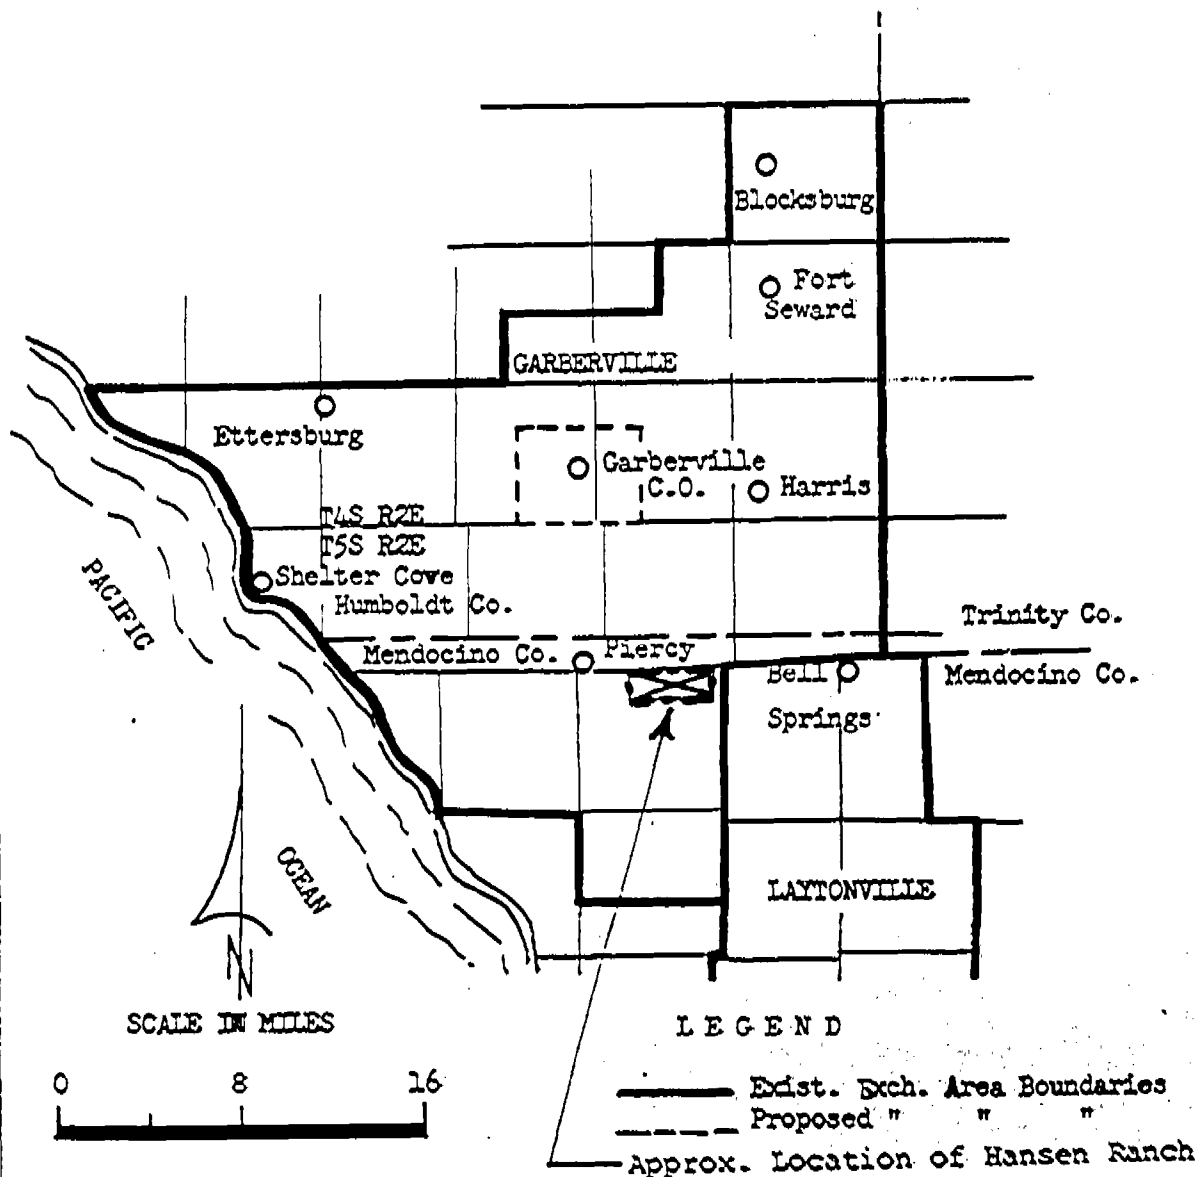 Blocksburg
Fort
Seward
GARBERVILLE
Ettersburg
Garberville
C.O.
Harris
T4S R2E
T5S R2E
Shelter Cove
Humboldt Co.
PACIFIC
Trinity Co.
Mendocino Co.
Piercy
Bell
Springs
Mendocino Co.
OCEAN
LAYTONVILLE
N
SCALE IN MILES
0 8 16
LEGEND
Exist. Exch. Area Boundaries
Proposed " " "
Approx. Location of Hansen Ranch